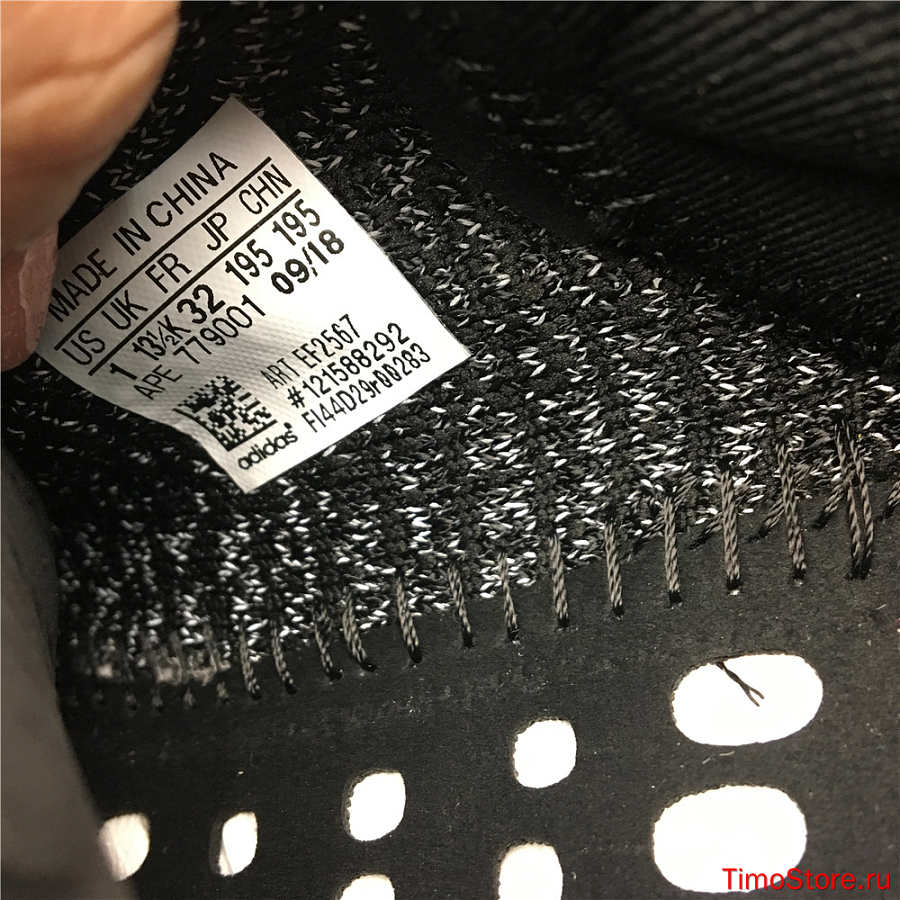 MADE IN CHINA
US UK FR JP CHN
1 13½K 32 195 195
APE 779001 09/18
ART EF2567
#121588292
FI44D29r00283
adidas
TimoStore.ru